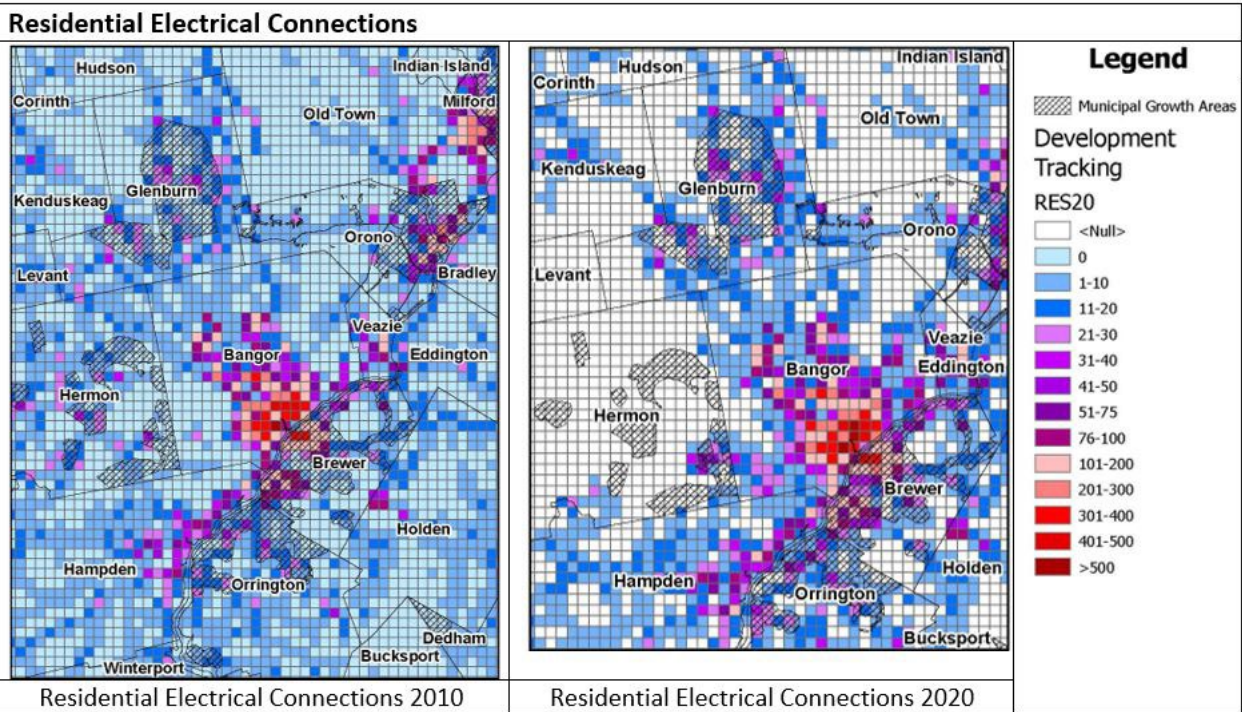 Residential Electrical Connections
Hudson
Indian Island
Corinth
Milford
Old Town
Glenburn
Kenduskeag
Orono
Levant
Bradley
Veazie
Bangor
Eddington
Hermon
Brewer
Holden
Hampden
Orrington
Dedham
Bucksport
Winterport
Residential Electrical Connections 2010
Indian Island
Hudson
Corinth
Old Town
Kenduskeag
Glenburn
Orono
Levant
Veazie
Bangor
Eddington
Hermon
Brewer
Holden
Hampden
Orrington
Bucksport
Residential Electrical Connections 2020
Legend
Municipal Growth Areas
Development
Tracking
RES20
<Null>
0
1-10
11-20
21-30
31-40
41-50
51-75
76-100
101-200
201-300
301-400
401-500
>500